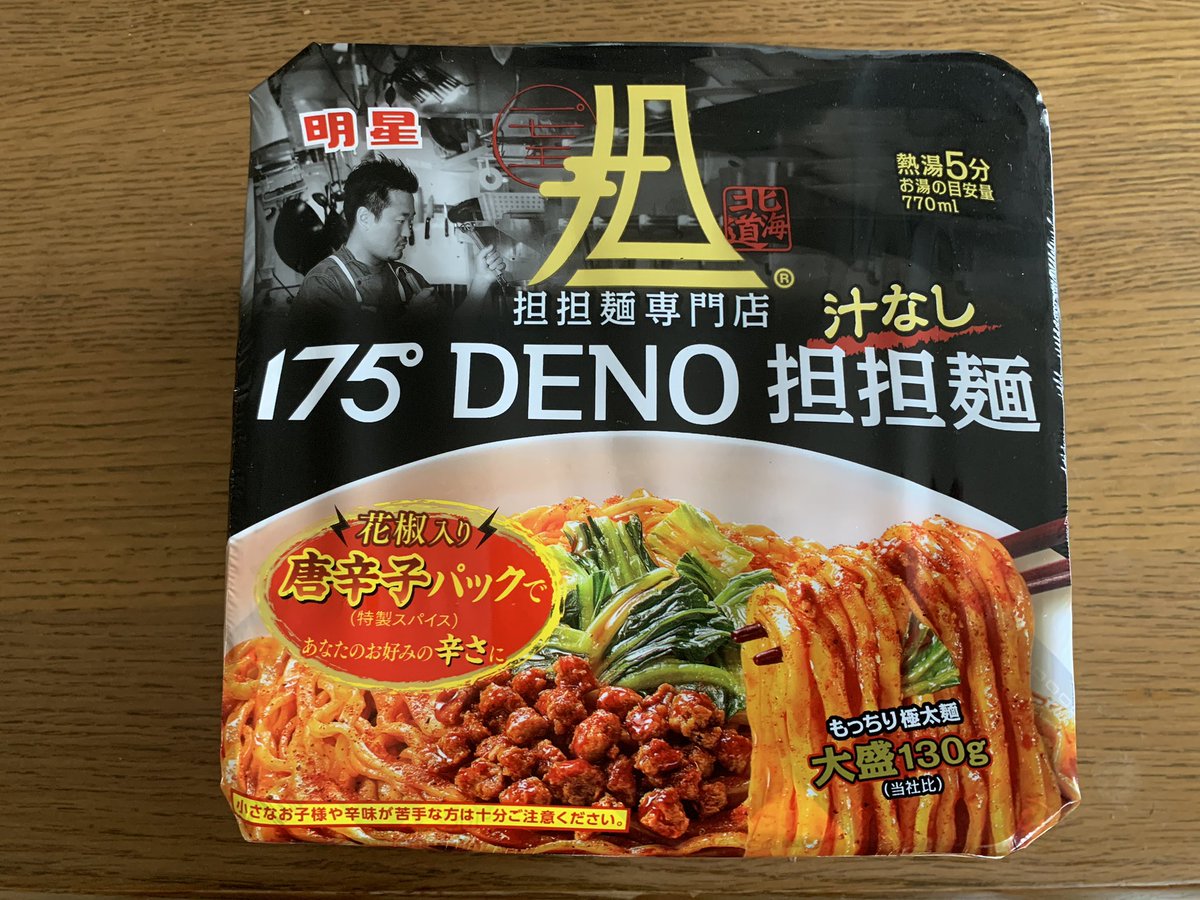 明星
担
北海道
®
熱湯5分
お湯の目安量
770ml
担担麺専門店
汁なし
175° DENO 担担麺
花椒入り
唐辛子パックで
(特製スパイス)
あなたのお好みの辛さに
もっちり極太麺
大盛130g
(当社比)
小さなお子様や辛味が苦手な方は十分ご注意ください。